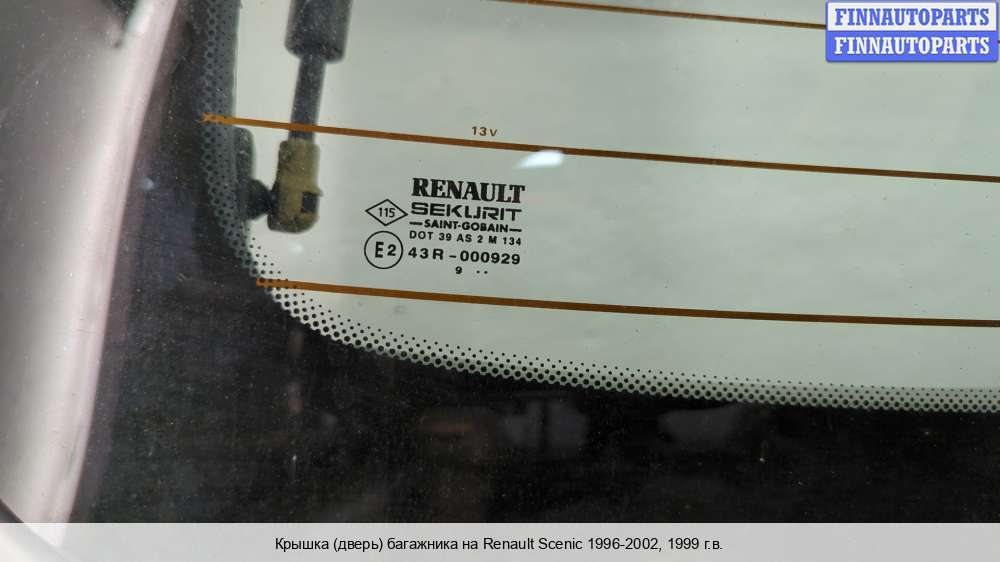 FINNAUTOPARTS
FINNAUTOPARTS
13V
RENAULT
115
SEKURIT
SAINT-GOBAIN
DOT 39 AS 2 M 134
E2 43R-000929
9 ..
Крышка (дверь) багажника на Renault Scenic 1996-2002, 1999 г.в.